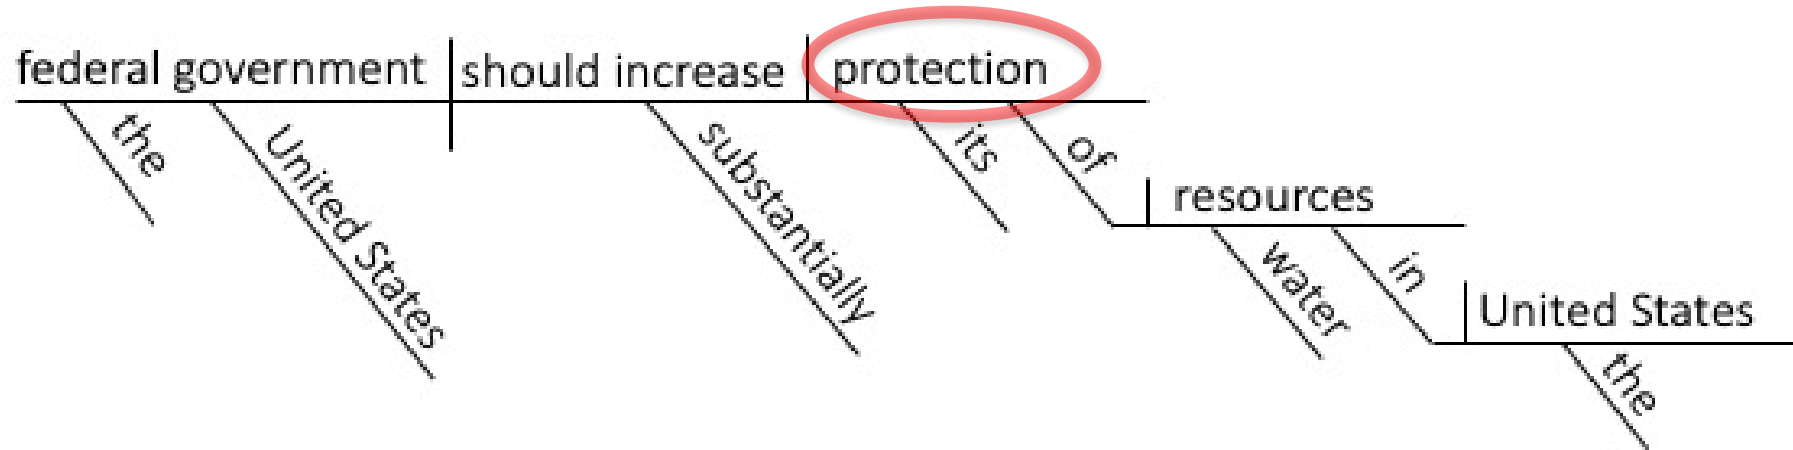 federal government should increase protection
the United States substantially its of
resources
water in
United States
the